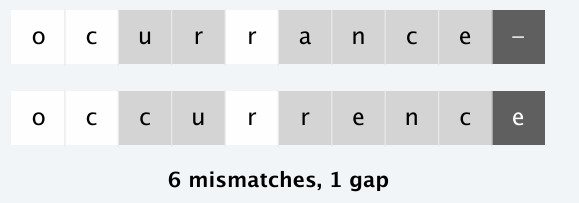 o c u r r a n c e –
o c c u r r e n c e
6 mismatches, 1 gap